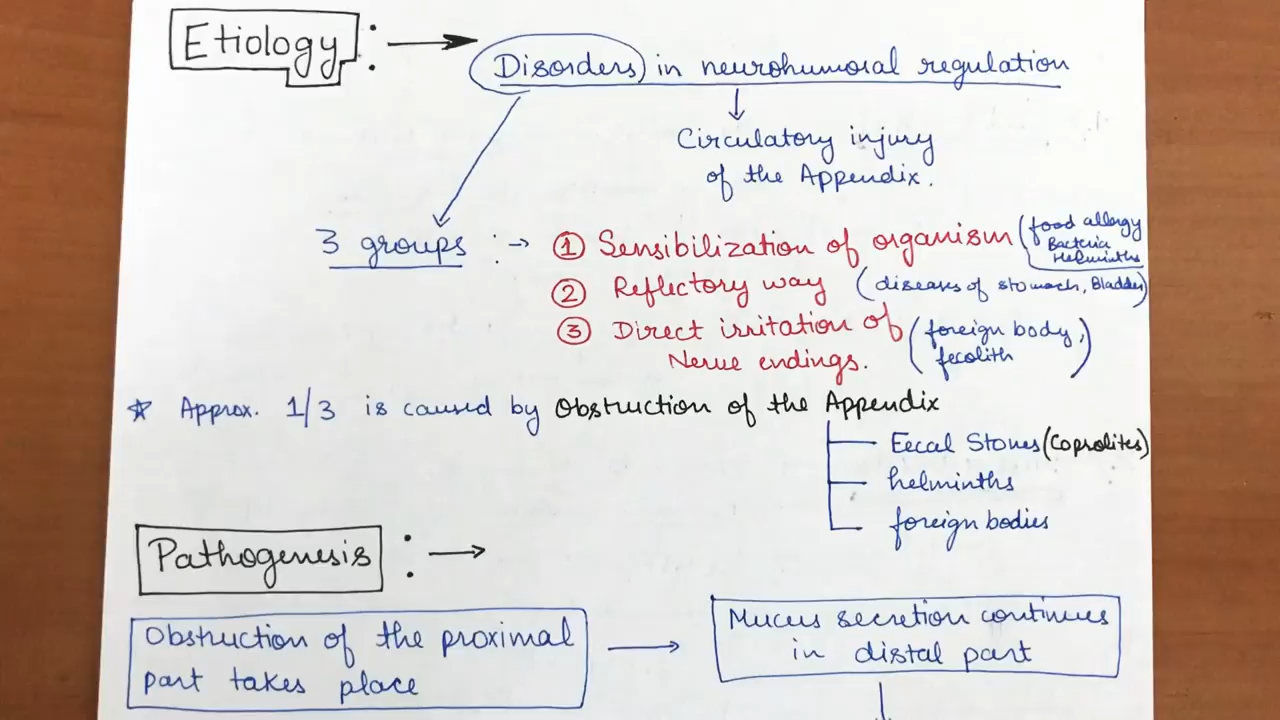 Etiology :
Disorders in neurohumoral regulation
Circulatory injury
of the Appendix.
3 groups :- → ① Sensibilization of organism (food allergy
Bacteria
Helminths
② Reflectory way (diseases of stomach, Bladder)
③ Direct irritation of (foreign body,
Nerve endings. fecolith)
☆ Approx. 1/3 is caused by Obstruction of the Appendix
Eecal Stones (Coprolites)
helminths
foreign bodies
Pathogenesis : →
Obstruction of the proximal
part takes place
Mucus secretion continues
in distal part